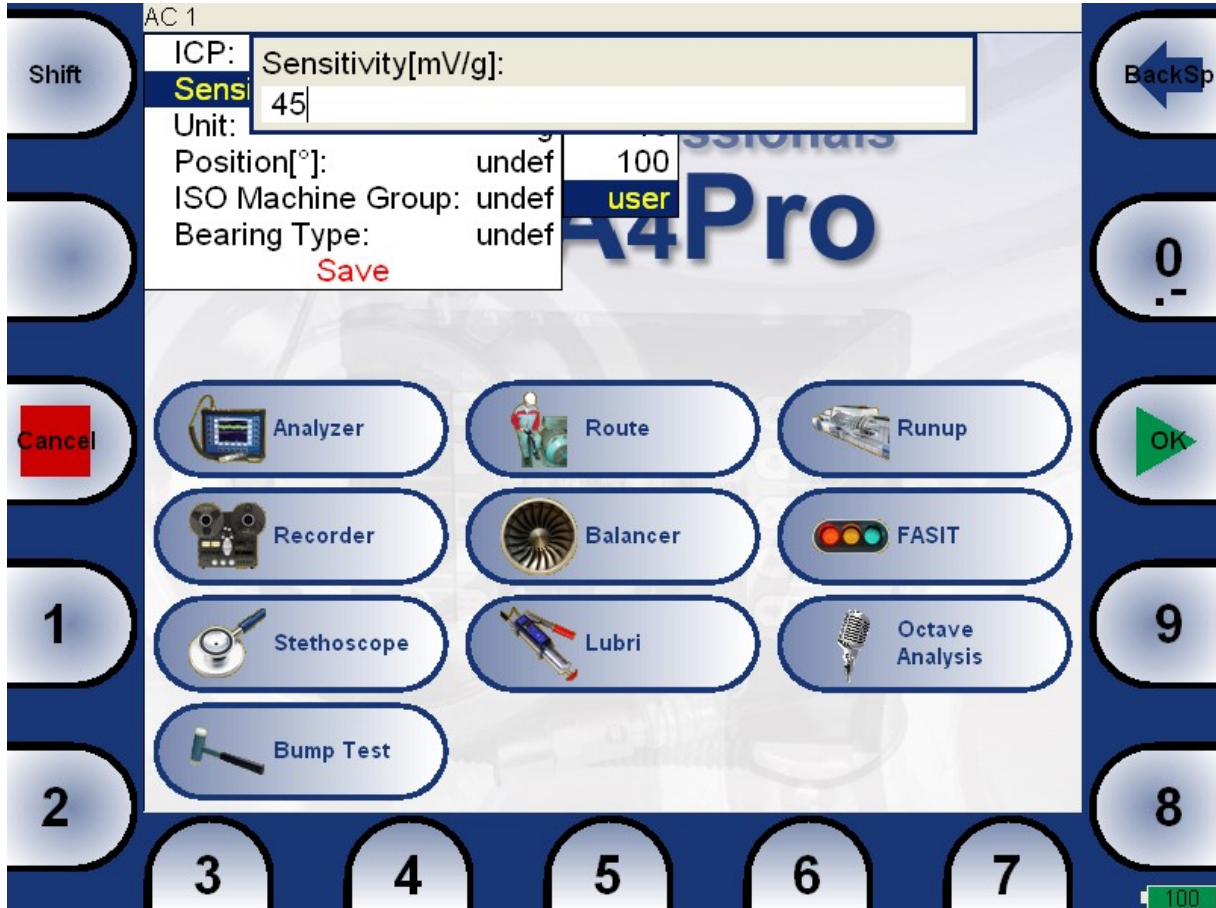 AC 1
Shift
BackSp
ICP:
Sensitivity[mV/g]:
Sensi
45
Unit:
Position[°]: undef
100
ISO Machine Group: undef
user
Bearing Type: undef
Save
A4Pro
0
.-
Cancel
OK
Analyzer
Route
Runup
Recorder
Balancer
FASIT
Stethoscope
Lubri
Octave
Analysis
Bump Test
1
9
2
8
3
4
5
6
7
100